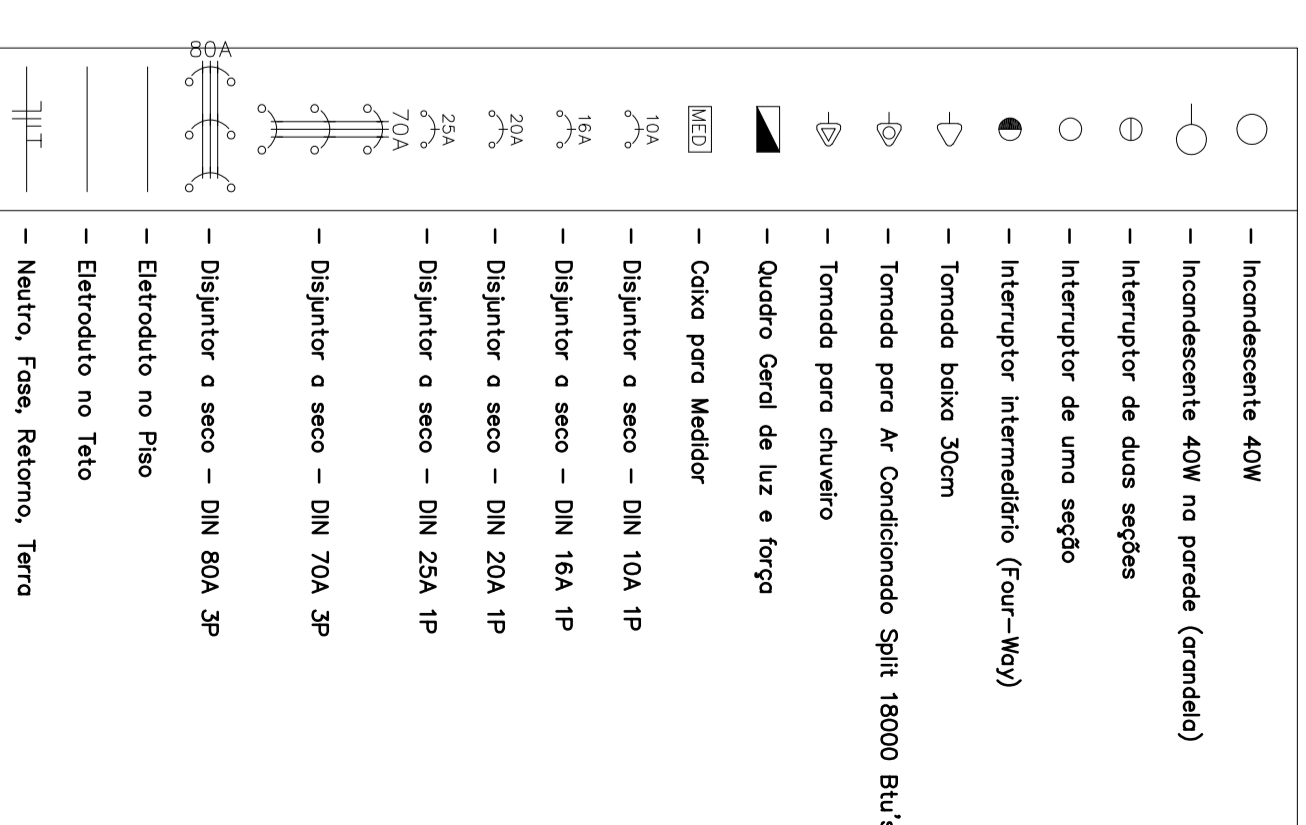 - Incandescente 40W
- Incandescente 40W na parede (arandela)
- Interruptor de duas seções
- Interruptor de uma seção
- Interruptor intermediário (Four-Way)
- Tomada baixa 30cm
- Tomada para Ar Condicionado Split 18000 Btu's
- Tomada para chuveiro
- Quadro Geral de luz e força
MED - Caixa para Medidor
10A - Disjuntor a seco - DIN 10A 1P
16A - Disjuntor a seco - DIN 16A 1P
20A - Disjuntor a seco - DIN 20A 1P
25A - Disjuntor a seco - DIN 25A 1P
70A - Disjuntor a seco - DIN 70A 3P
80A - Disjuntor a seco - DIN 80A 3P
- Eletroduto no Piso
- Eletroduto no Teto
- Neutro, Fase, Retorno, Terra